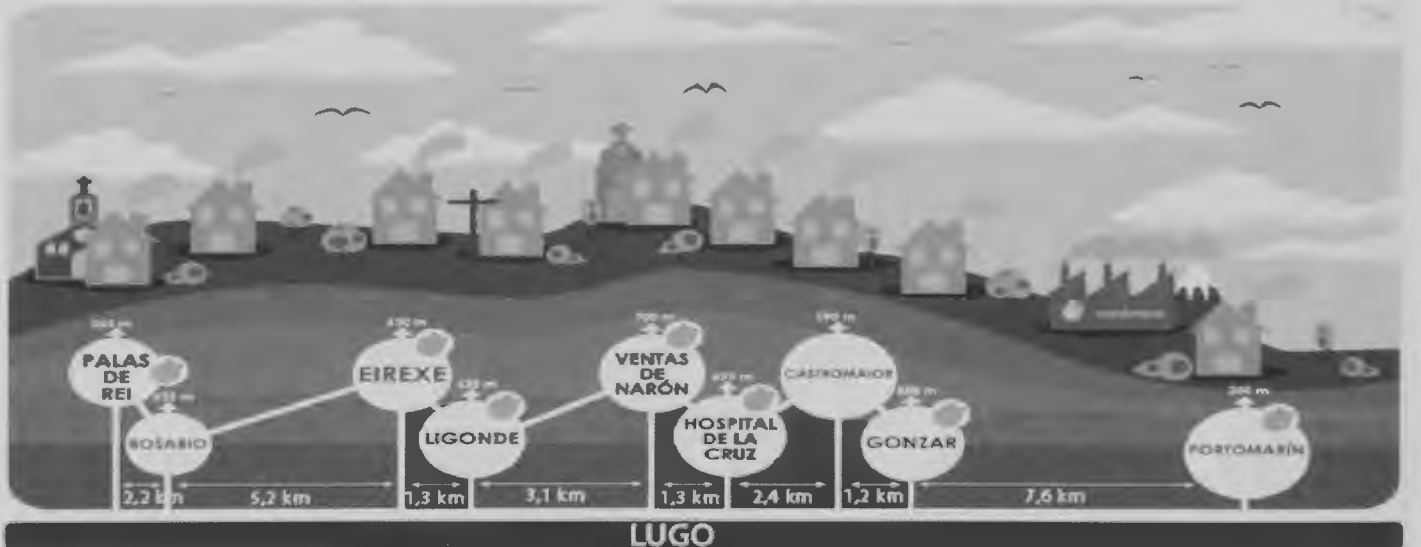 PALAS
DE
REI
ROSARIO
EIREXE
LIGONDE
VENTAS
DE
NARÓN
HOSPITAL
DE LA
CRUZ
CASTROMAIOR
GONZAR
PORTOMARÍN
2,2 km
5,2 km
1,3 km
3,1 km
1,3 km
2,4 km
1,2 km
7,6 km
LUGO